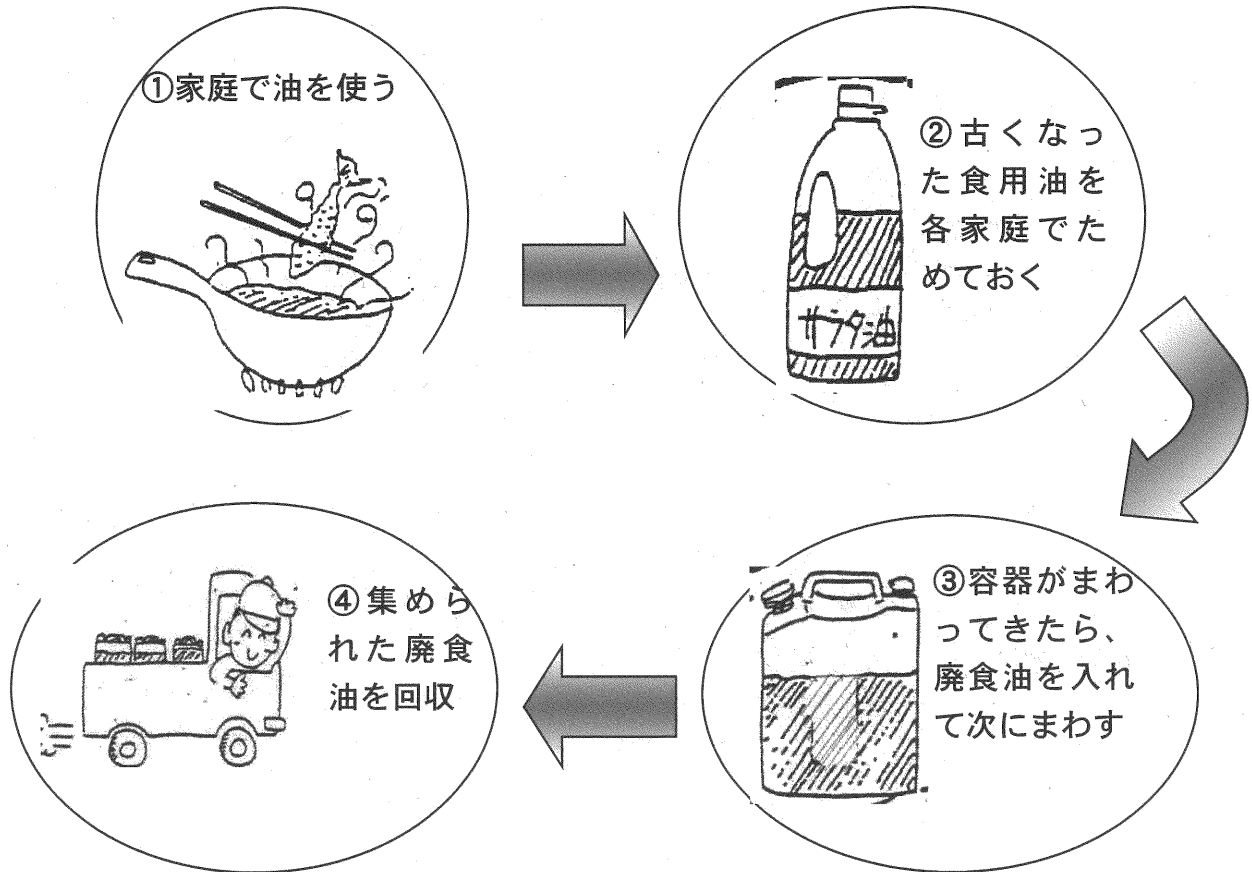 ①家庭で油を使う
②古くなっ
た食用油を
各家庭でた
めておく
サラダ油
③容器がまわ
ってきたら、
廃食油を入れ
て次にまわす
④集めら
れた廃食
油を回収